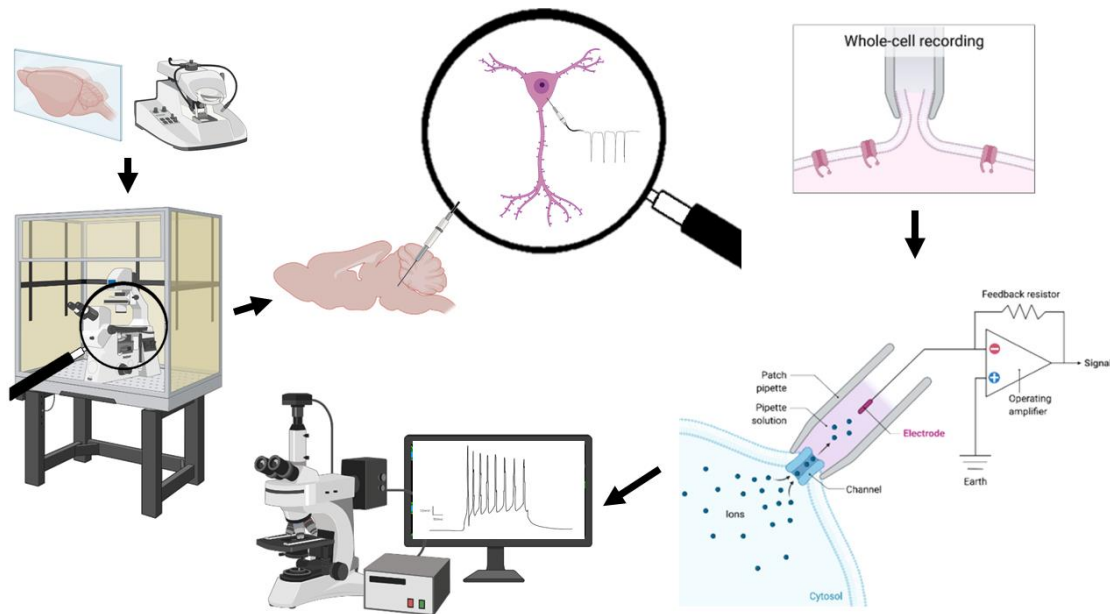 Whole-cell recording
Feedback resistor
Signal
Operating
amplifier
Patch
pipette
Pipette
solution
Electrode
Channel
Earth
Ions
Cytosol